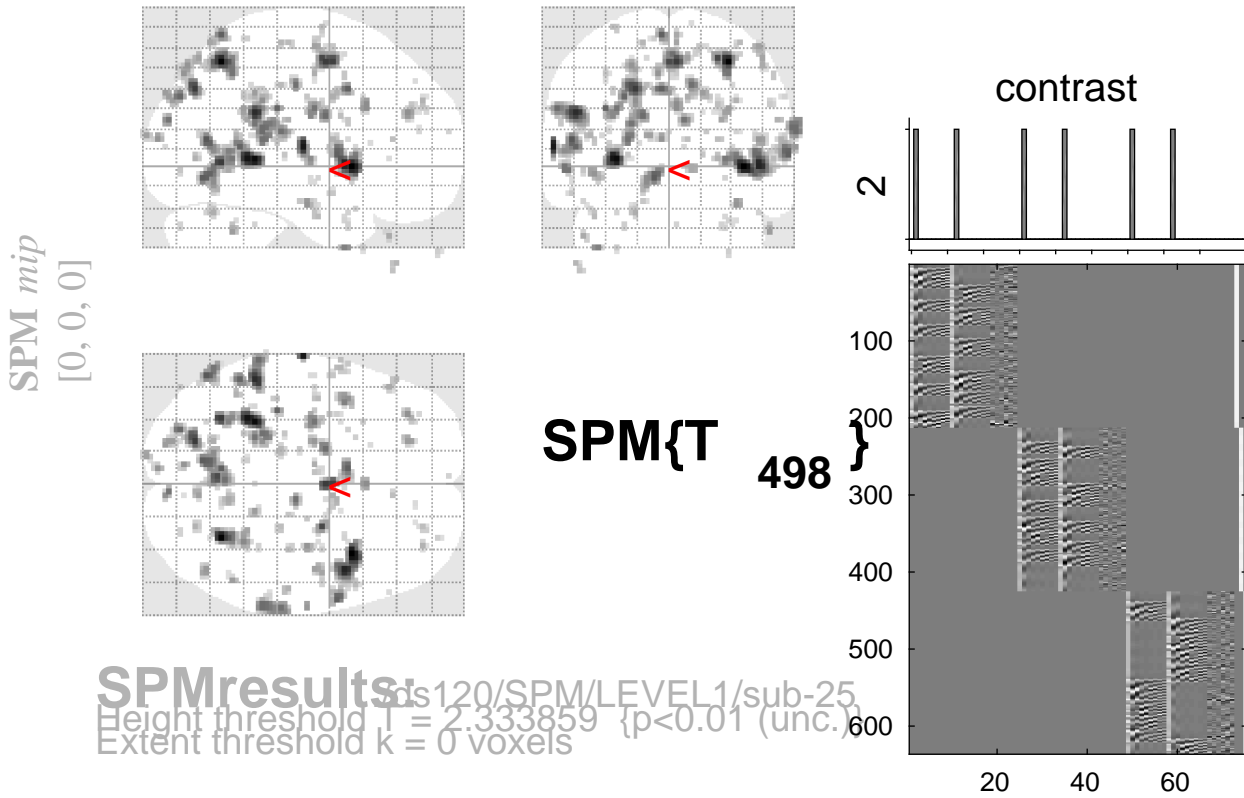 SPM mip
[0, 0, 0]
<
<
<
SPM{T 498 }
SPMresults: /ds120/SPM/LEVEL1/sub-25
Height threshold T = 2.333859 {p<0.01 (unc.)}
Extent threshold k = 0 voxels
contrast
2
100
200
300
400
500
600
20 40 60